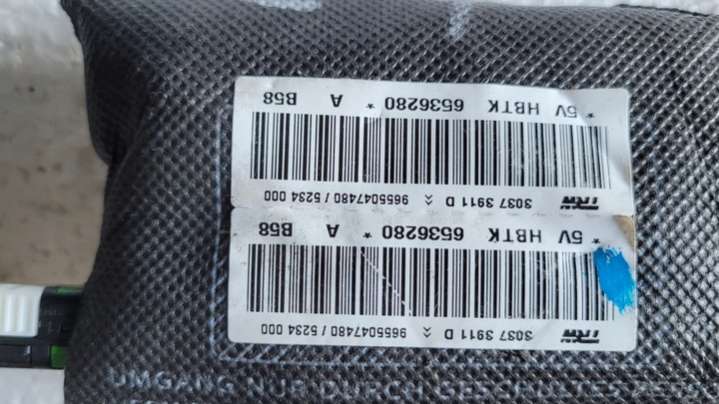 TRW 3037 3911 D 9655047480 / 5234 000
* 5V HBTK 6536280 * A B58
TRW 3037 3911 D 9655047480 / 5234 000
* 5V HBTK 6536280 * A B58
UMGANG NUR DURCH GESCHULTES